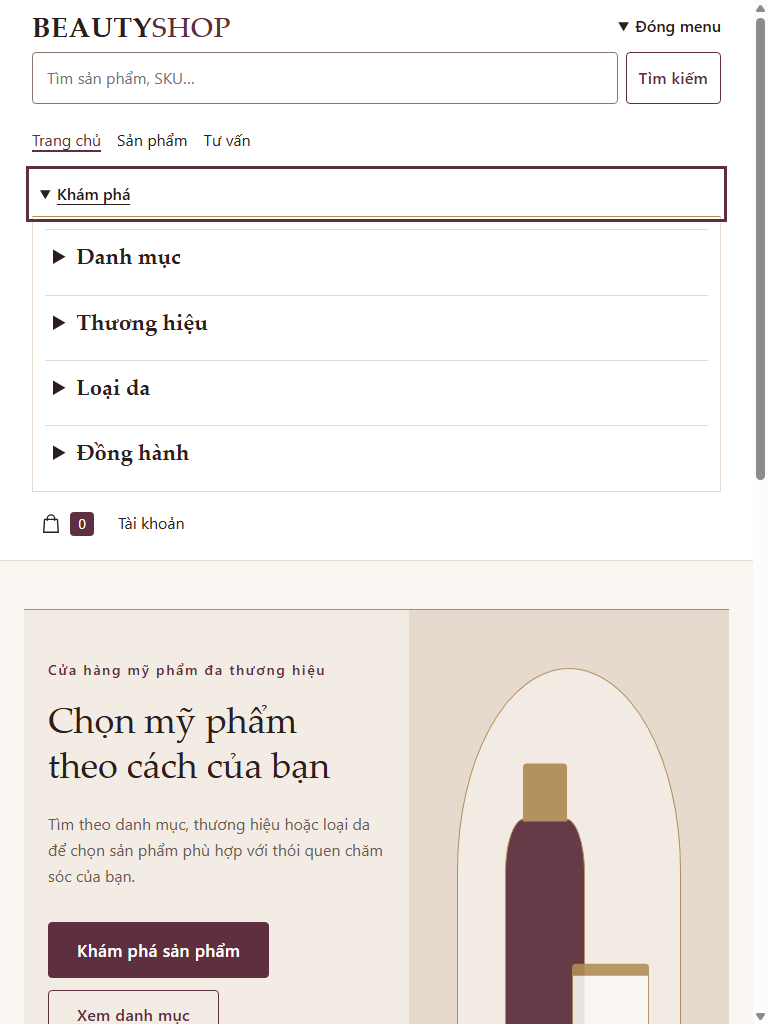 BEAUTYSHOP
Đóng menu
Tìm sản phẩm, SKU...
Tìm kiếm
Trang chủ
Sản phẩm
Tư vấn
Khám phá
Danh mục
Thương hiệu
Loại da
Đồng hành
0
Tài khoản
Cửa hàng mỹ phẩm đa thương hiệu
Chọn mỹ phẩm
theo cách của bạn
Tìm theo danh mục, thương hiệu hoặc loại da
để chọn sản phẩm phù hợp với thói quen chăm
sóc của bạn.
Khám phá sản phẩm
Xem danh mục